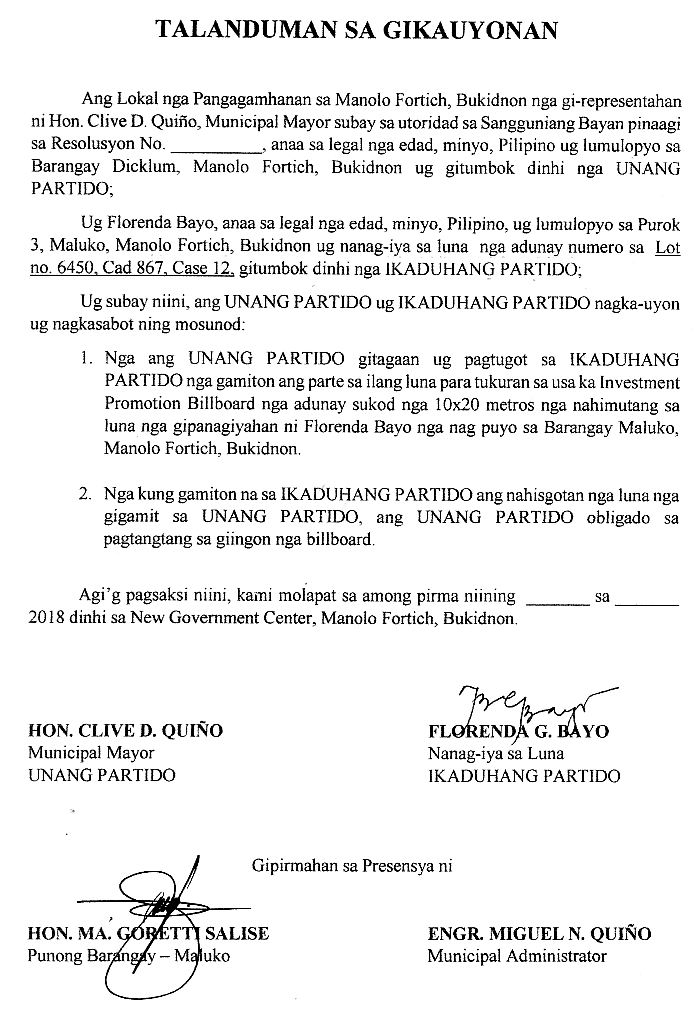 TALANDUMAN SA GIKAUYONAN
Ang Lokal nga Pangagamhanan sa Manolo Fortich, Bukidnon nga gi-representahan
ni Hon. Clive D. Quiño, Municipal Mayor subay sa utoridad sa Sangguniang Bayan pinaagi
sa Resolusyon No. __________, anaa sa legal nga edad, minyo, Pilipino ug lumulopyo sa
Barangay Dicklum, Manolo Fortich, Bukidnon ug gitumbok dinhi nga UNANG
PARTIDO;
Ug Florenda Bayo, anaa sa legal nga edad, minyo, Pilipino, ug lumulopyo sa Purok
3, Maluko, Manolo Fortich, Bukidnon ug nanag-iya sa luna nga adunay numero sa Lot
no. 6450, Cad 867, Case 12, gitumbok dinhi nga IKADUHANG PARTIDO;
Ug subay niini, ang UNANG PARTIDO ug IKADUHANG PARTIDO nagka-uyon
ug nagkasabot ning mosunod:
1. Nga ang UNANG PARTIDO gitagaan ug pagtugot sa IKADUHANG
PARTIDO nga gamiton ang parte sa ilang luna para tukuran sa usa ka Investment
Promotion Billboard nga adunay sukod nga 10x20 metros nga nahimutang sa
luna nga gipanagiyahan ni Florenda Bayo nga nag puyo sa Barangay Maluko,
Manolo Fortich, Bukidnon.
2. Nga kung gamiton na sa IKADUHANG PARTIDO ang nahisgotan nga luna nga
gigamit sa UNANG PARTIDO, ang UNANG PARTIDO obligado sa
pagtangtang sa giingon nga billboard.
Agi'g pagsaksi niini, kami molapat sa among pirma niining _______ sa _______
2018 dinhi sa New Government Center, Manolo Fortich, Bukidnon.
HON. CLIVE D. QUIÑO FLORENDA G. BAYO
Municipal Mayor Nanag-iya sa Luna
UNANG PARTIDO IKADUHANG PARTIDO
Gipirmahan sa Presensya ni
HON. MA. GORETTI SALISE ENGR. MIGUEL N. QUIÑO
Punong Barangay – Maluko Municipal Administrator